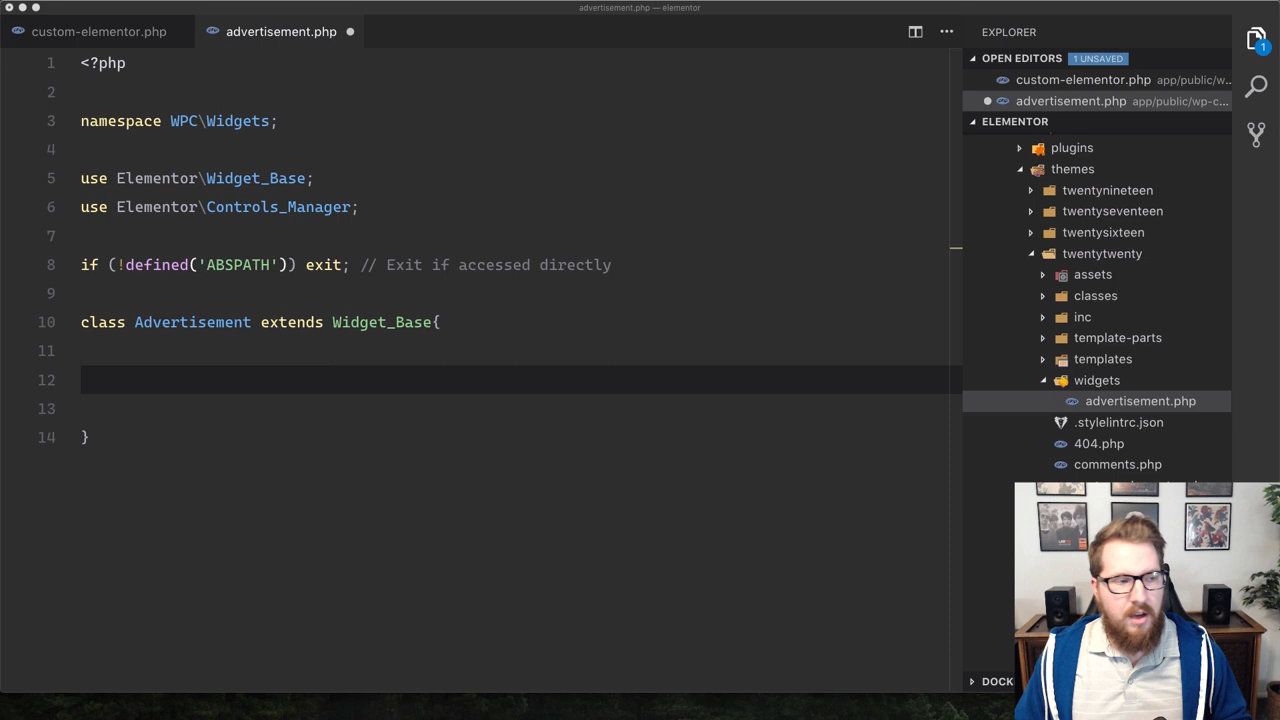 advertisement.php — elementor
custom-elementor.php
advertisement.php
1 <?php
2
3 namespace WPC\Widgets;
4
5 use Elementor\Widget_Base;
6 use Elementor\Controls_Manager;
7
8 if (!defined('ABSPATH')) exit; // Exit if accessed directly
9
10 class Advertisement extends Widget_Base{
11
12
13
14 }
EXPLORER
OPEN EDITORS 1 UNSAVED
custom-elementor.php app/public/w...
advertisement.php app/public/wp-c...
ELEMENTOR
plugins
themes
twentynineteen
twentyseventeen
twentysixteen
twentytwenty
assets
classes
inc
template-parts
templates
widgets
advertisement.php
.stylelintrc.json
404.php
comments.php
DOCK
1